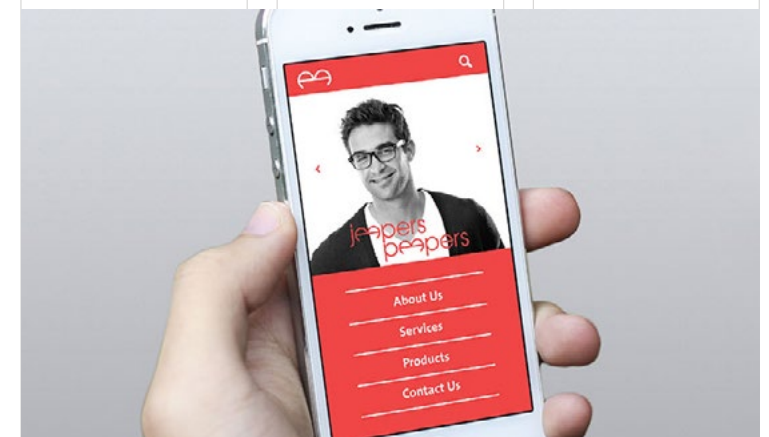 jeepers
peepers
About Us
Services
Products
Contact Us